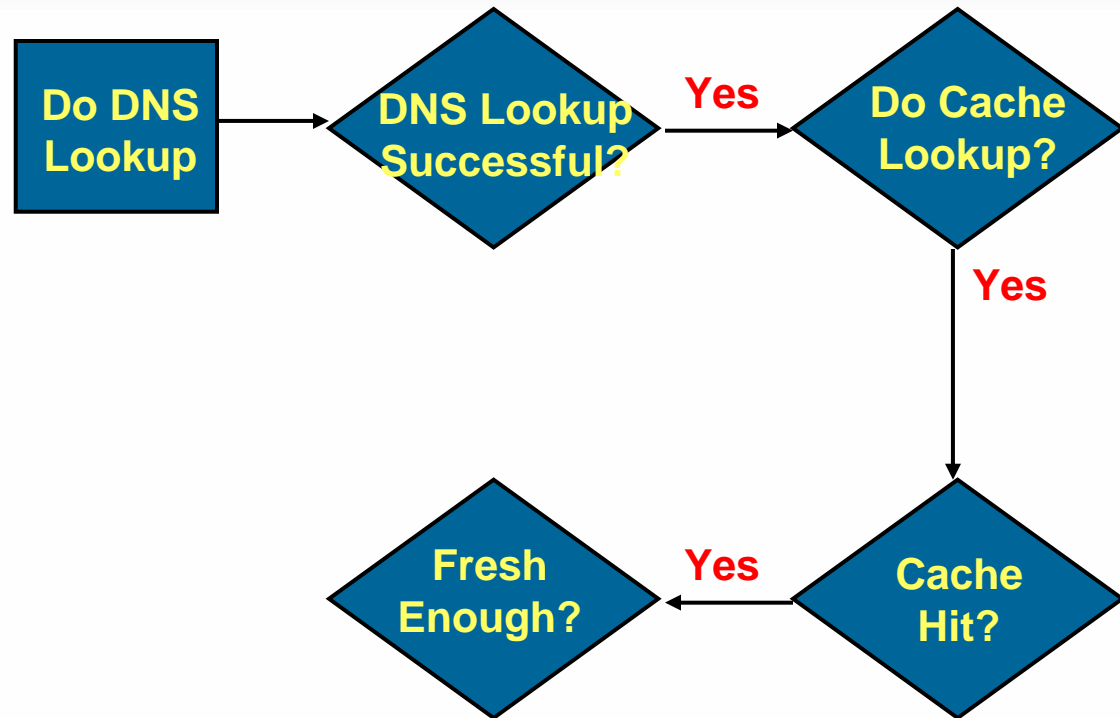 Do DNS
Lookup
DNS Lookup
Successful?
Yes
Do Cache
Lookup?
Yes
Cache
Hit?
Yes
Fresh
Enough?